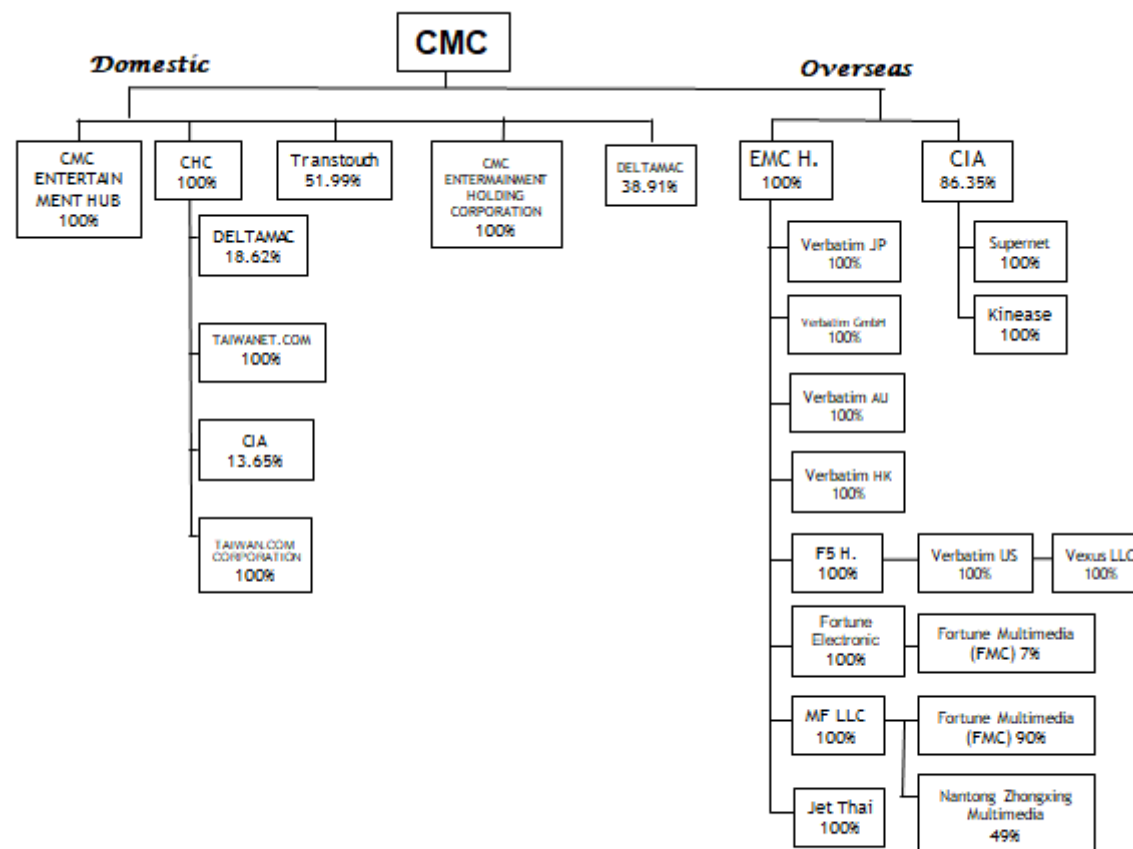 CMC
Domestic
Overseas
CMC
ENTERTAIN
MENT HUB
100%
CHC
100%
Transtouch
51.99%
CMC
ENTERMAINMENT
HOLDING
CORPORATION
100%
DELTAMAC
38.91%
EMC H.
100%
CIA
86.35%
DELTAMAC
18.62%
TAIWANET.COM
100%
CIA
13.65%
TAIWAN.COM
CORPORATION
100%
Verbatim JP
100%
Verbatim GmbH
100%
Verbatim AU
100%
Verbatim HK
100%
F5 H.
100%
Verbatim US
100%
Vexus LLC
100%
Fortune
Electronic
100%
Fortune Multimedia
(FMC) 7%
MF LLC
100%
Fortune Multimedia
(FMC) 90%
Nantong Zhongxing
Multimedia
49%
Jet Thai
100%
Supernet
100%
Kinease
100%